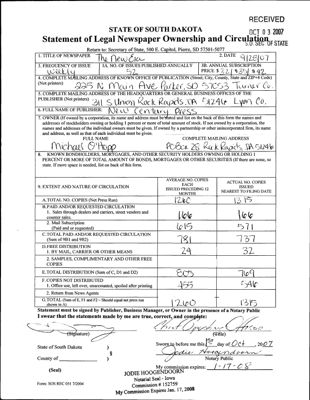 RECEIVED
OCT 03 2007
S.D. SEC. OF STATE
STATE OF SOUTH DAKOTA
Statement of Legal Newspaper Ownership and Circulation
Return to: Secretary of State, 500 E. Capitol, Pierre, SD 57501-5077
1. TITLE OF NEWSPAPER The New Era
DATE 9/28/07
3. FREQUENCY OF ISSUE Weekly
3A. NO. OF ISSUES PUBLISHED ANNUALLY 52
3B. ANNUAL SUBSCRIPTION PRICE $
4. COMPLETE MAILING ADDRESS OF KNOWN OFFICE OF PUBLICATION (Street, City, County, State and ZIP+4 Code)
(Not printers) 225 N Main Ave Parker, SD 57053 Turner Co.
5. COMPLETE MAILING ADDRESS OF THE HEADQUARTERS OR GENERAL BUSINESS OFFICES OF THE
PUBLISHER (Not printers) 311 S Union, Rock Rapids, IA 51246 Lyon Co.
6. FULL NAME OF PUBLISHER: New Century Press
7. OWNER (If owned by a corporation, its name and address must be stated and
addresses of stockholders owning or holding 1 percent or more of total amount of stock. If not owned by a corporation, the
names and addresses of the individual owners must be given. If owned by a partnership or other unincorporated firm, its name
and address, as well as that of each individual must be given.
FULL NAME COMPLETE MAILING ADDRESS
PO Box 28 Rock Rapids, IA 51246
KNOWN BONDHOLDERS, MORTGAGEES, AND OTHER SECURITY HOLDERS OWNING OR HOLDING 1
PERCENT OR MORE OF TOTAL AMOUNT OF BONDS, MORTGAGES OR OTHER SECURITIES (If there are none, so
state. If more space is needed, list on back of this form.
9. EXTENT AND NATURE OF CIRCULATION
AVERAGE NO. COPIES EACH ISSUED PRECEDING 12 MONTHS
ACTUAL NO. COPIES ISSUED NEAREST TO FILING DATE
A. TOTAL NO. COPIES (Net Press Run) 1260 1315
B. PAID AND/OR REQUESTED CIRCULATION
1. Sales through dealers and carriers, street vendors and
counter sales. 166 166
2. Mail Subscription
(Paid and/or requested) 615 571
C. TOTAL PAID AND/OR REQUESTED CIRCULATION
(Sum of 9B1 and 9B2) 781 737
D. FREE DISTRIBUTION
1. BY MAIL, CARRIER OR OTHER MEANS 24 32
2. SAMPLES, COMPLIMENTARY AND OTHER FREE
COPIES
E. TOTAL DISTRIBUTION (Sum of C, D1 and D2) 805 769
F. COPIES NOT DISTRIBUTED
1. Office use, left over, unaccounted, spoiled after printing 455 546
2. Return from News Agents
G. TOTAL (Sum of E, F1 and F2 - Should equal net press run
shown in A) 1260 1315
Statement must be signed by Publisher, Business Manager, or Owner in the presence of a Notary Public
I swear that the statements made by me are true, correct, and complete:
(Signature) (Title)
State of South Dakota )
) §
County of )
Sworn to before me this 1st day of Oct, 2007
Jodie Hoogendoorn
Notary Public
(Seal)
My commission expires: 1-17-08
JODIE HOOGENDOORN
Notarial Seal - Iowa
Commission # 152759
My Commission Expires Jan. 17, 2008
Form: SOS REC 051 7/2006